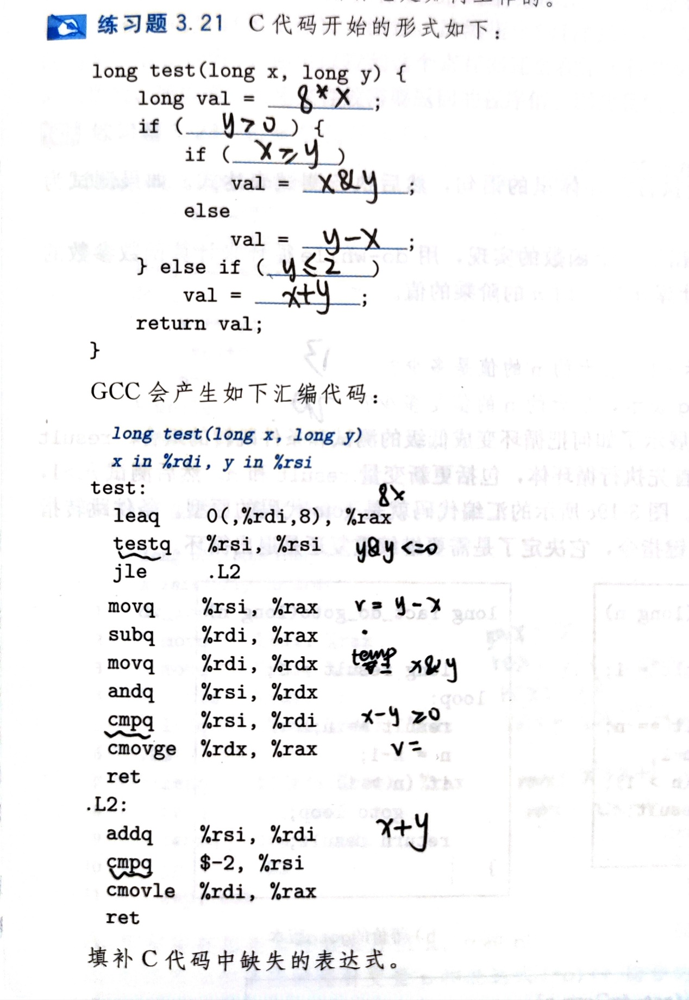 练习题 3.21 C 代码开始的形式如下：
long test(long x, long y) {
long val = 8*x ;
if ( y>0 ) {
if ( x≥y )
val = x&y ;
else
val = y-x ;
} else if ( y≤2 )
val = x+y ;
return val;
}
GCC 会产生如下汇编代码：
long test(long x, long y)
x in %rdi, y in %rsi
test: 8x
leaq 0(,%rdi,8), %rax
testq %rsi, %rsi y&y <=0
jle .L2
movq %rsi, %rax v = y-x
subq %rdi, %rax
movq %rdi, %rdx temp = x&y
andq %rsi, %rdx
cmpq %rsi, %rdi x-y ≥0
cmovge %rdx, %rax v=
ret
.L2:
addq %rsi, %rdi x+y
cmpq $-2, %rsi
cmovle %rdi, %rax
ret
填补 C 代码中缺失的表达式。